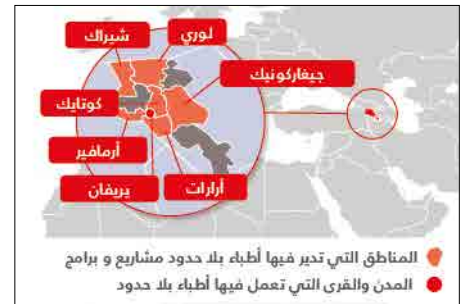 شيراك
لوري
جيغاركونيك
كوتايك
أرمافير
يريفان
أرارات
المناطق التي تدير فيها أطباء بلا حدود مشاريع و برامج
المدن والقرى التي تعمل فيها أطباء بلا حدود